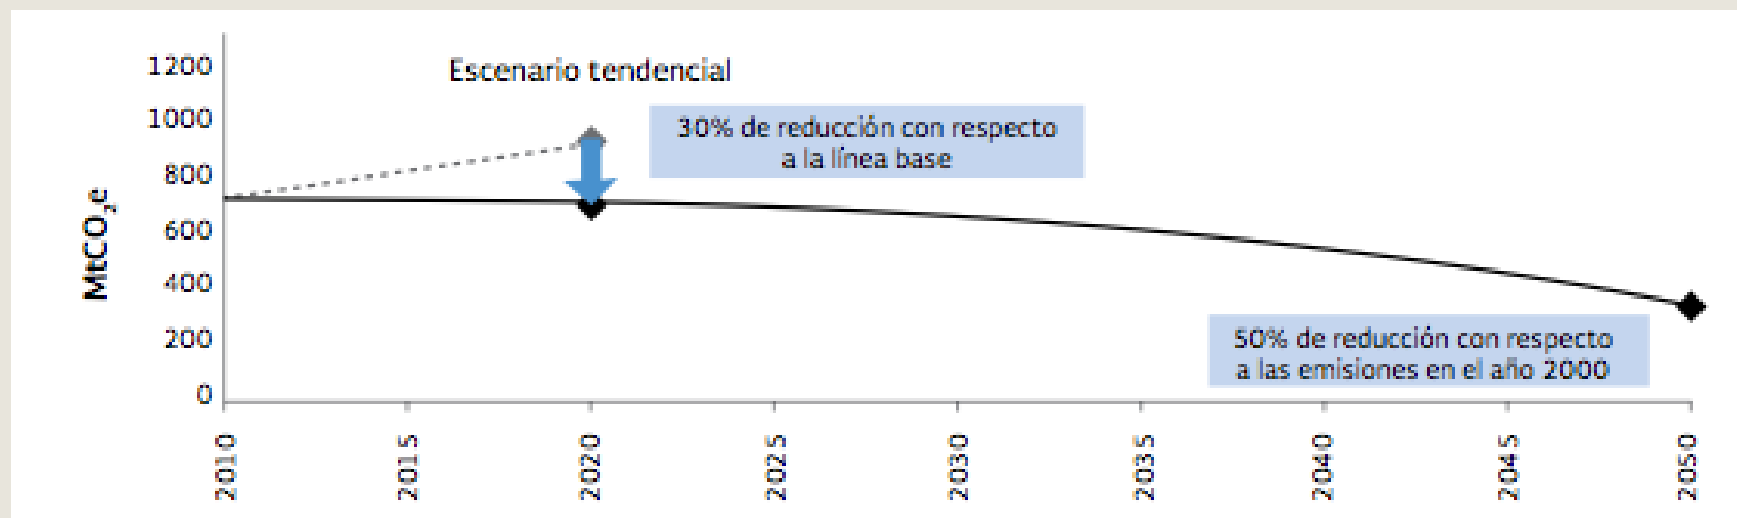 1200
1000
800
600
400
200
0
MtCO₂e
Escenario tendencial
30% de reducción con respecto
a la línea base
50% de reducción con respecto
a las emisiones en el año 2000
2010
2015
2020
2025
2030
2035
2040
2045
2050